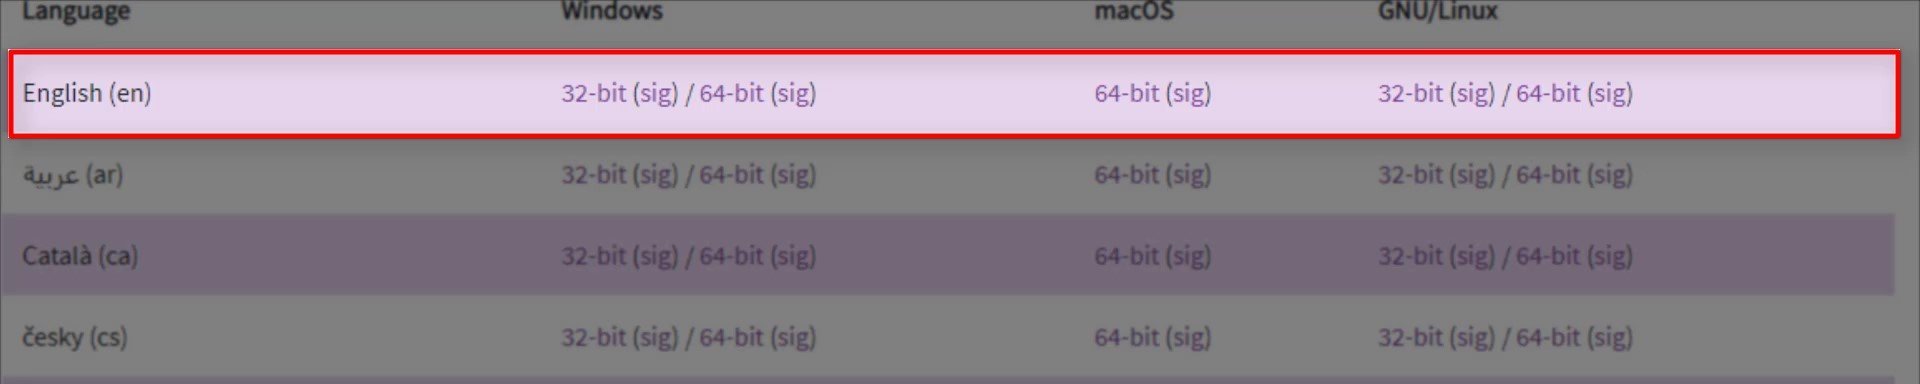 Language Windows macOS GNU/Linux
English (en) 32-bit (sig) / 64-bit (sig) 64-bit (sig) 32-bit (sig) / 64-bit (sig)
عربية (ar) 32-bit (sig) / 64-bit (sig) 64-bit (sig) 32-bit (sig) / 64-bit (sig)
Català (ca) 32-bit (sig) / 64-bit (sig) 64-bit (sig) 32-bit (sig) / 64-bit (sig)
česky (cs) 32-bit (sig) / 64-bit (sig) 64-bit (sig) 32-bit (sig) / 64-bit (sig)